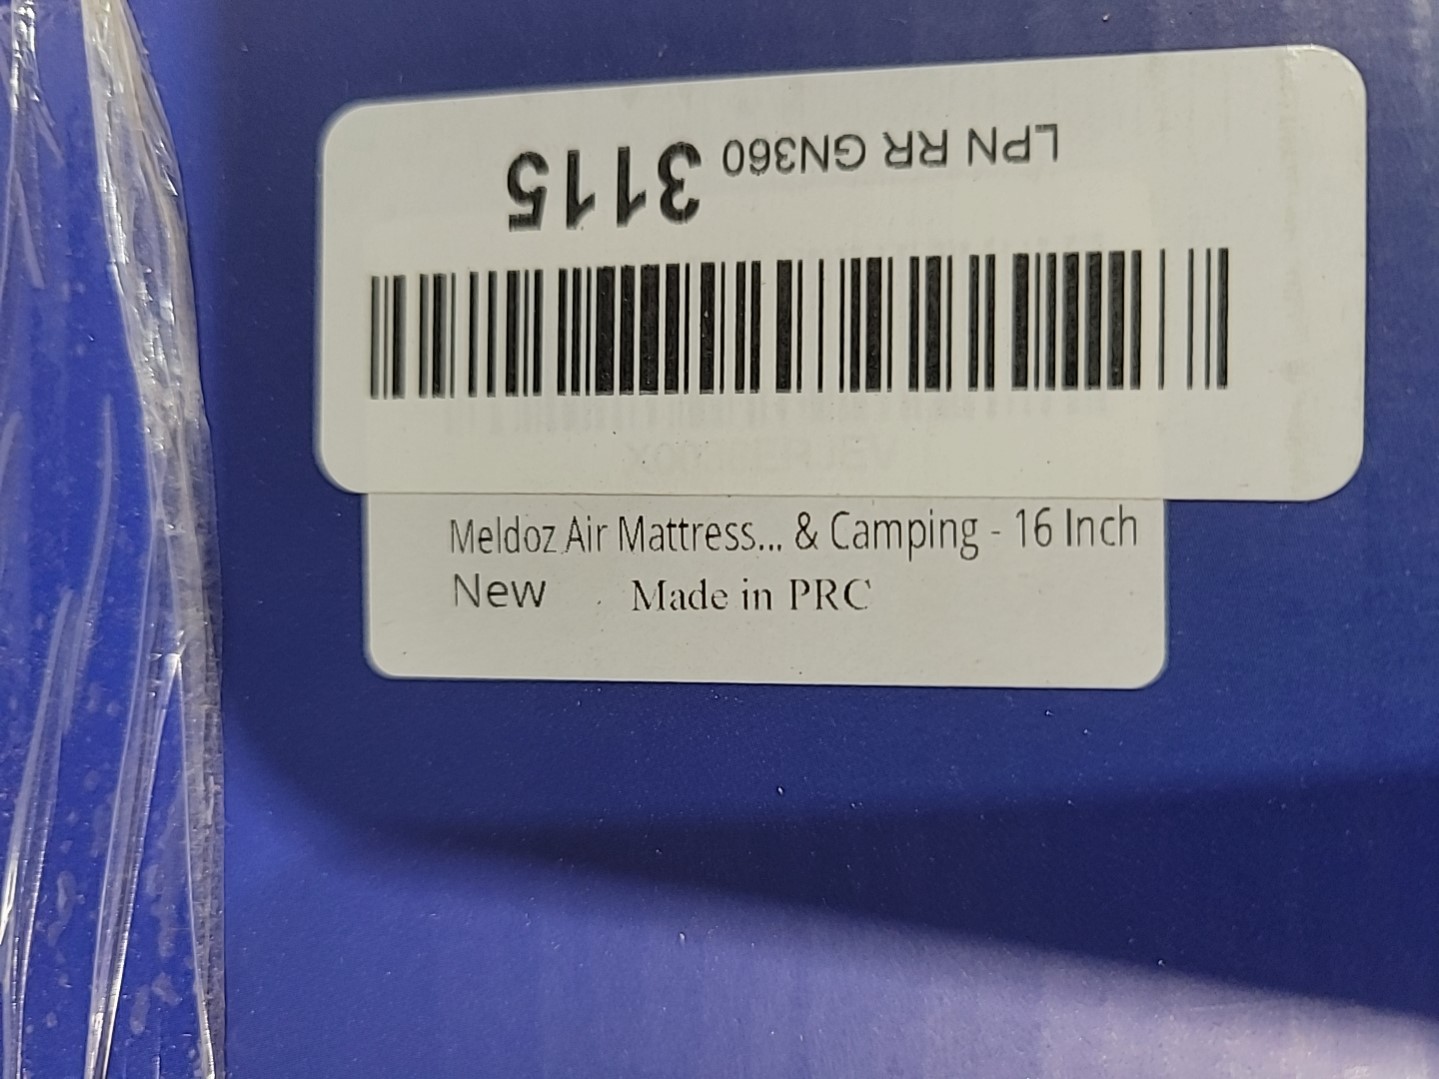 LPN RR GN360 3115
Meldoz Air Mattress... & Camping - 16 Inch
New Made in PRC